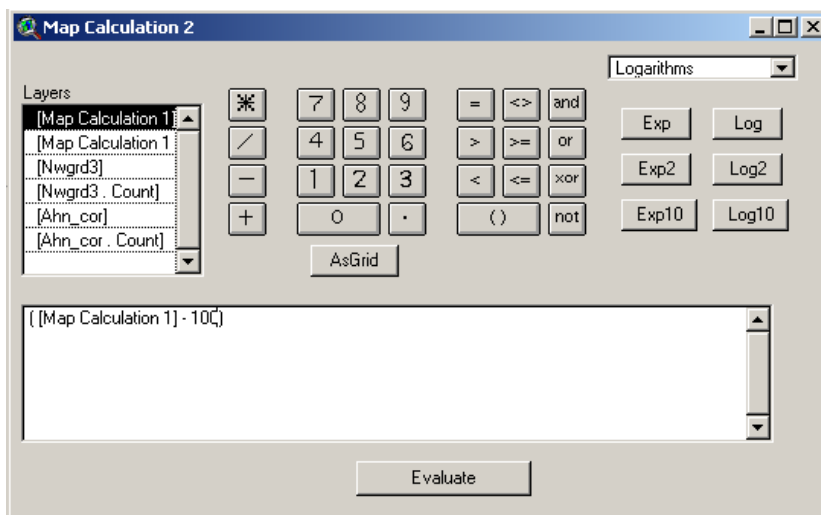 Map Calculation 2
Logarithms
Layers
[Map Calculation 1]
[Map Calculation 1
[Nwgrd3]
[Nwgrd3 . Count]
[Ahn_cor]
[Ahn_cor . Count]
* 7 8 9 = <> and
/ 4 5 6 > >= or
- 1 2 3 < <= xor
+ 0 . ( ) not
AsGrid
Exp Log
Exp2 Log2
Exp10 Log10
( [Map Calculation 1] - 100)
Evaluate